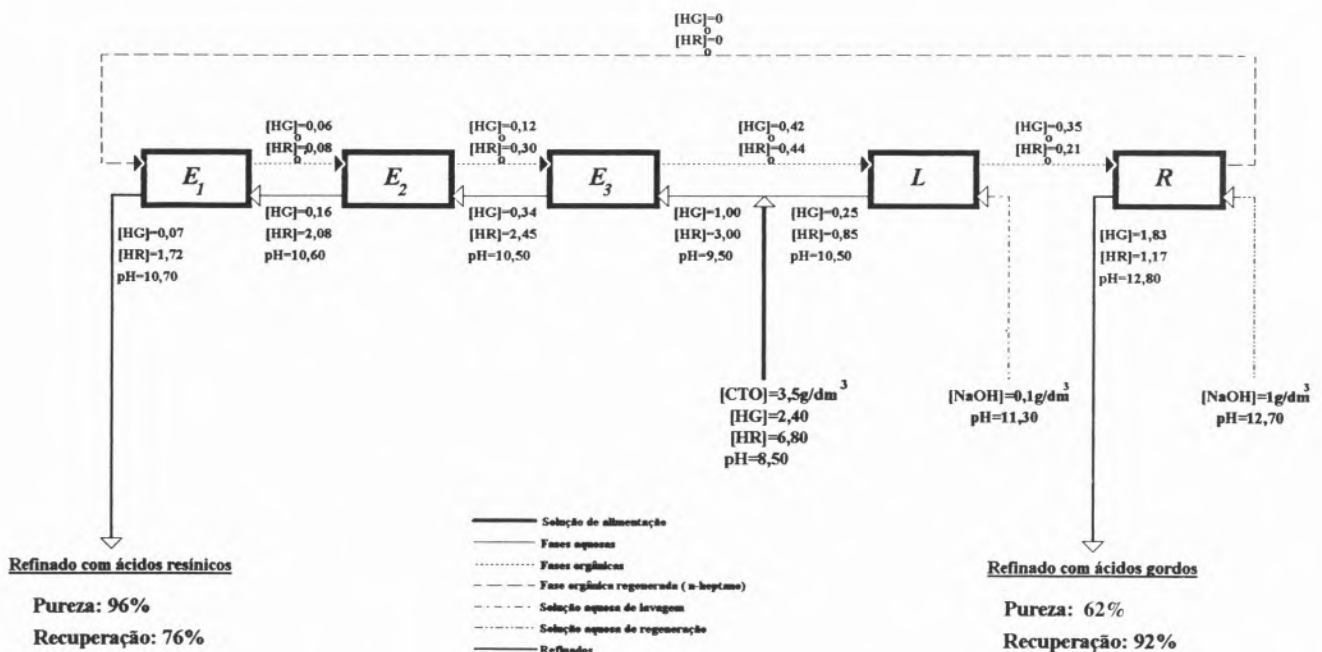 [HG]=0
o
[HR]=0
o
[HG]=0,06
o
[HR]=0,08
o
[HG]=0,12
o
[HR]=0,30
o
[HG]=0,42
o
[HR]=0,44
o
[HG]=0,35
o
[HR]=0,21
o
E1
E2
E3
L
R
[HG]=0,07
[HR]=1,72
pH=10,70
[HG]=0,16
[HR]=2,08
pH=10,60
[HG]=0,34
[HR]=2,45
pH=10,50
[HG]=1,00
[HR]=3,00
pH=9,50
[HG]=0,25
[HR]=0,85
pH=10,50
[HG]=1,83
[HR]=1,17
pH=12,80
[CTO]=3,5g/dm3
[HG]=2,40
[HR]=6,80
pH=8,50
[NaOH]=0,1g/dm3
pH=11,30
[NaOH]=1g/dm3
pH=12,70
Solução de alimentação
Fases aquosas
Fases orgânicas
Fase orgânica regenerada ( n-heptano)
Solução aquosa de lavagem
Solução aquosa de regeneração
Refinados
Refinado com ácidos resínicos
Pureza: 96%
Recuperação: 76%
Refinado com ácidos gordos
Pureza: 62%
Recuperação: 92%